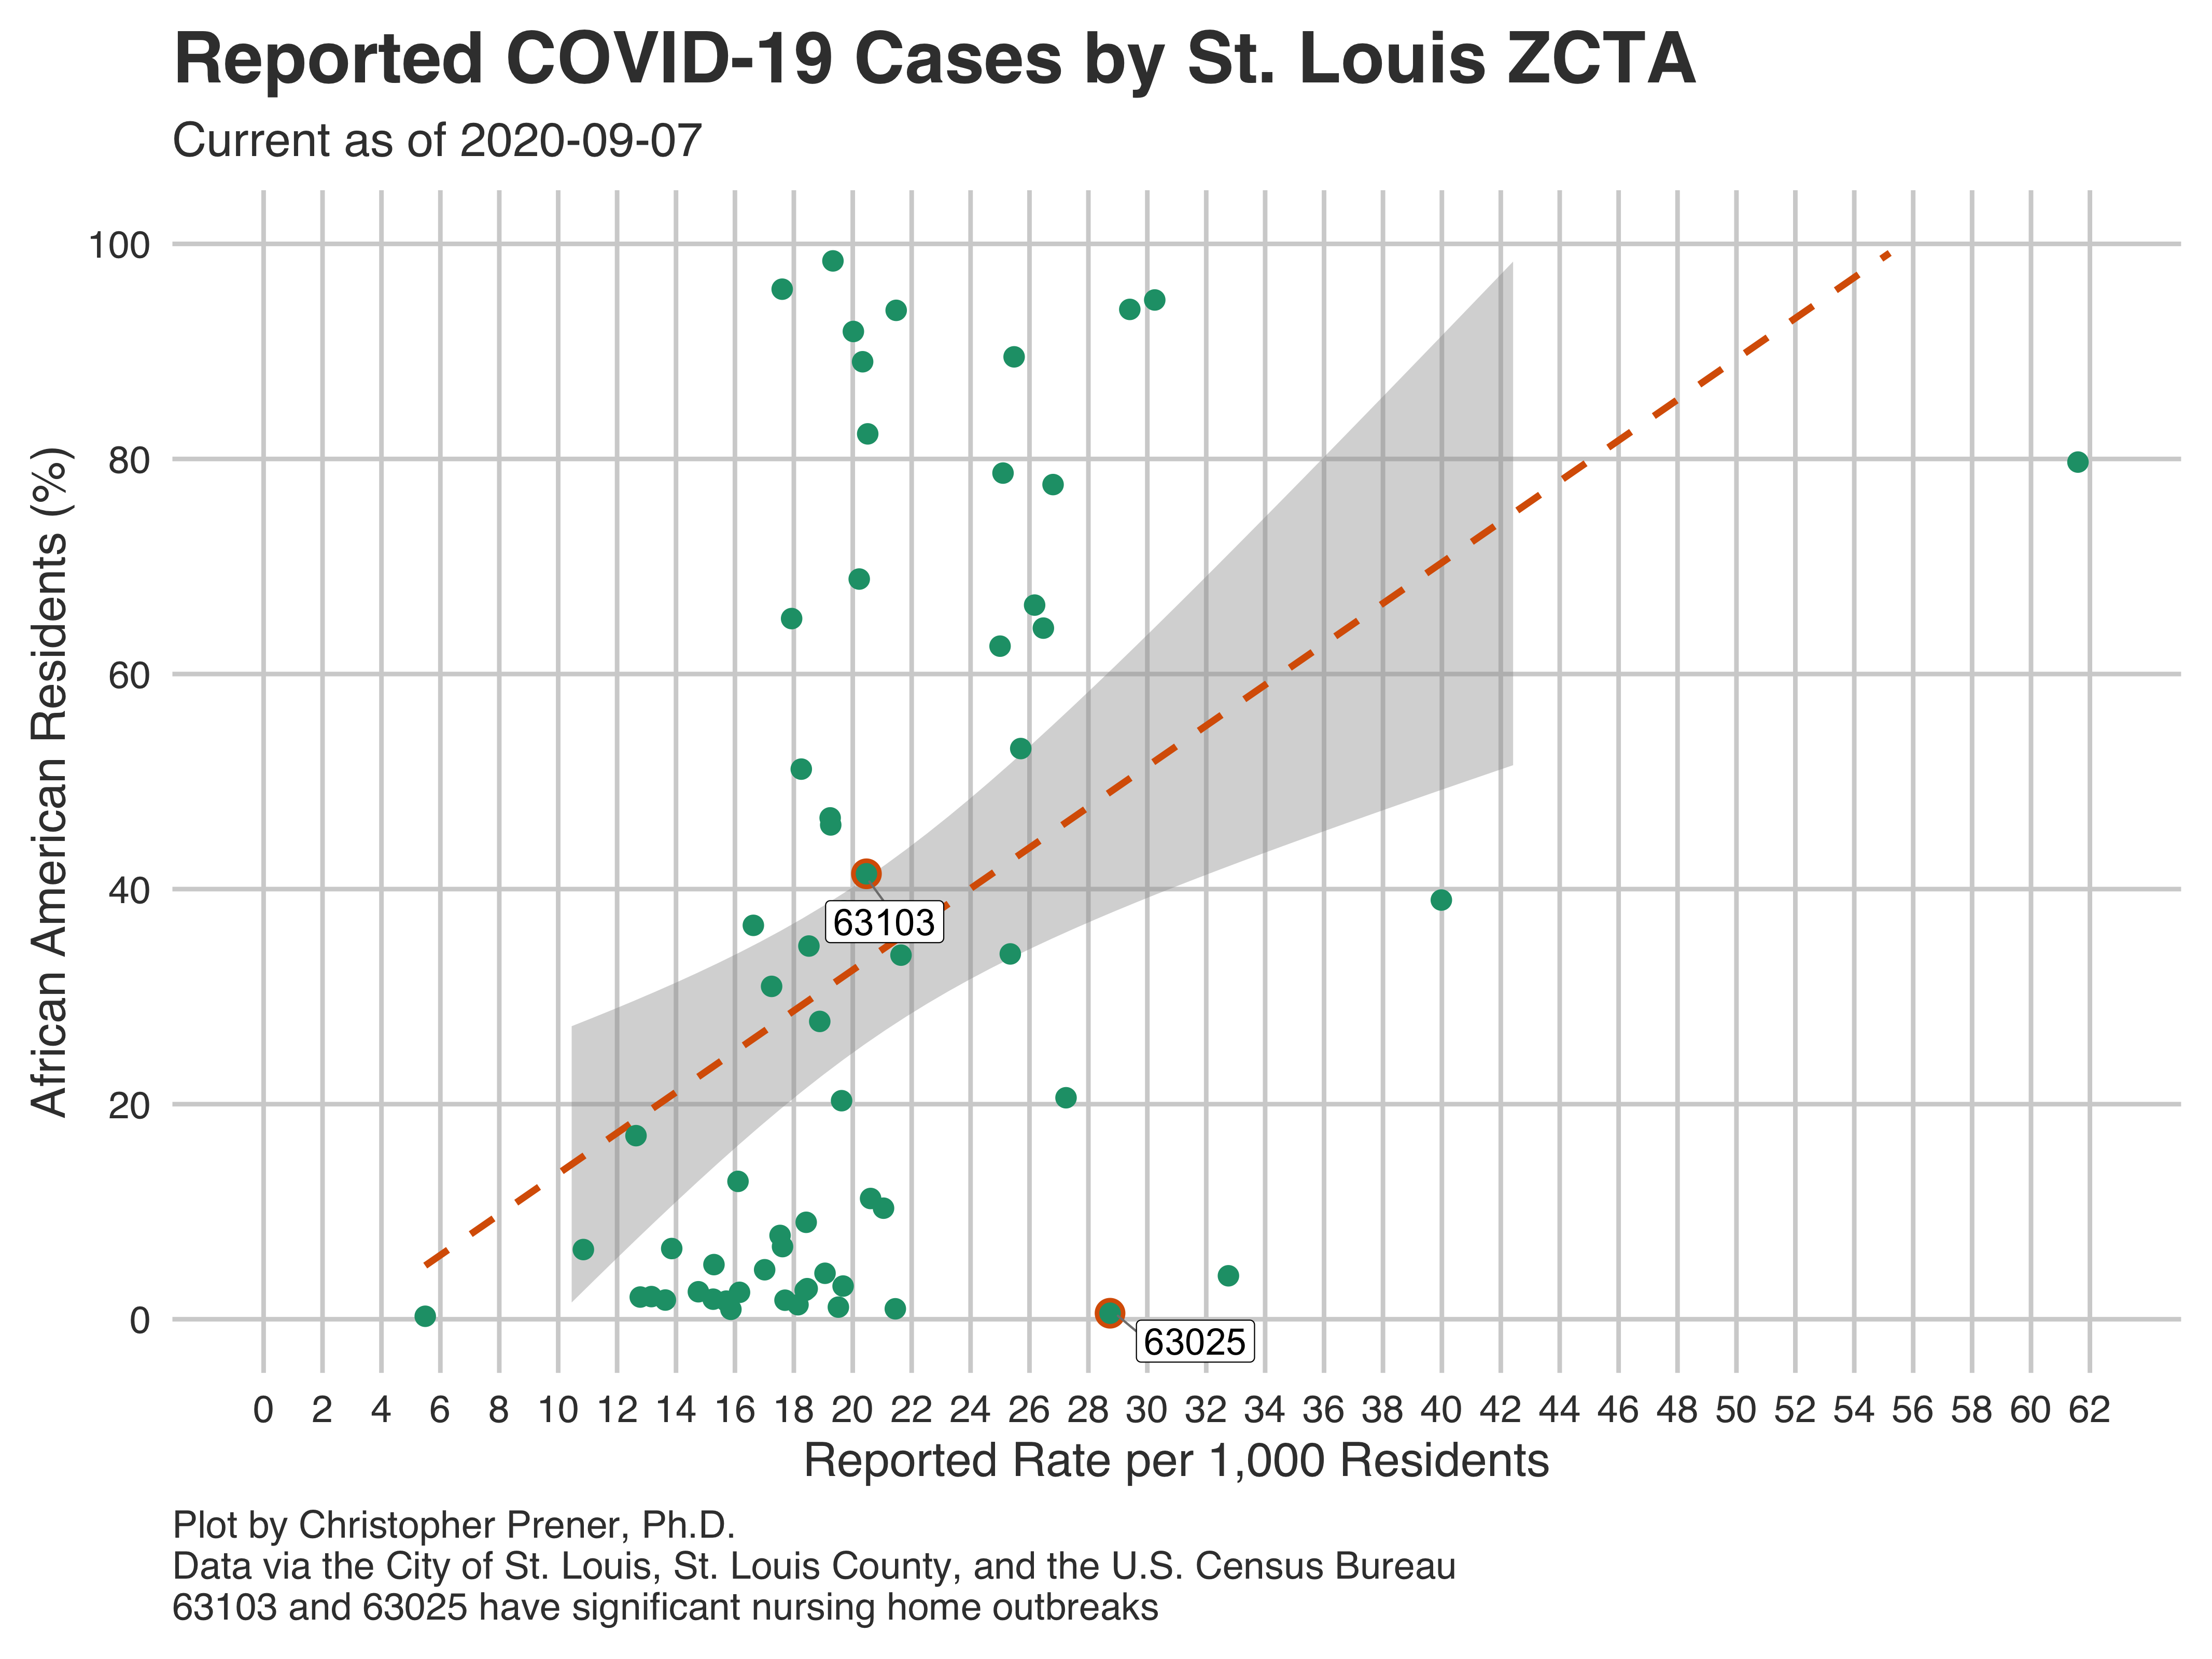 Reported COVID-19 Cases by St. Louis ZCTA
Current as of 2020-09-07
African American Residents (%)
100
80
60
40
20
0
63103
63025
0 2 4 6 8 10 12 14 16 18 20 22 24 26 28 30 32 34 36 38 40 42 44 46 48 50 52 54 56 58 60 62
Reported Rate per 1,000 Residents
Plot by Christopher Prener, Ph.D.
Data via the City of St. Louis, St. Louis County, and the U.S. Census Bureau
63103 and 63025 have significant nursing home outbreaks